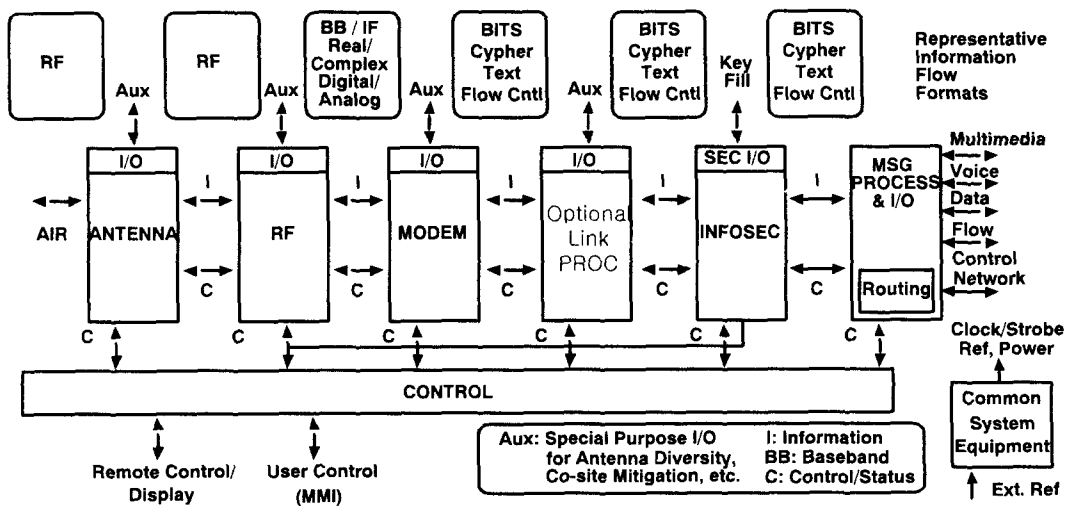 RF
RF
BB / IF
Real/
Complex
Digital/
Analog
BITS
Cypher
Text
Flow Cntl
BITS
Cypher
Text
Flow Cntl
BITS
Cypher
Text
Flow Cntl
Representative
Information
Flow
Formats
Aux
Aux
Aux
Aux
Key
Fill
I/O
I/O
I/O
I/O
SEC I/O
MSG
PROCESS
& I/O
Multimedia
Voice
Data
Flow
Control
Network
I
I
I
I
I
AIR
ANTENNA
RF
MODEM
Optional
Link
PROC
INFOSEC
Routing
C
C
C
C
C
C
C
C
C
C
C
Clock/Strobe
Ref, Power
CONTROL
Common
System
Equipment
Ext. Ref
Remote Control/
Display
User Control
(MMI)
Aux: Special Purpose I/O
for Antenna Diversity,
Co-site Mitigation, etc.
I: Information
BB: Baseband
C: Control/Status